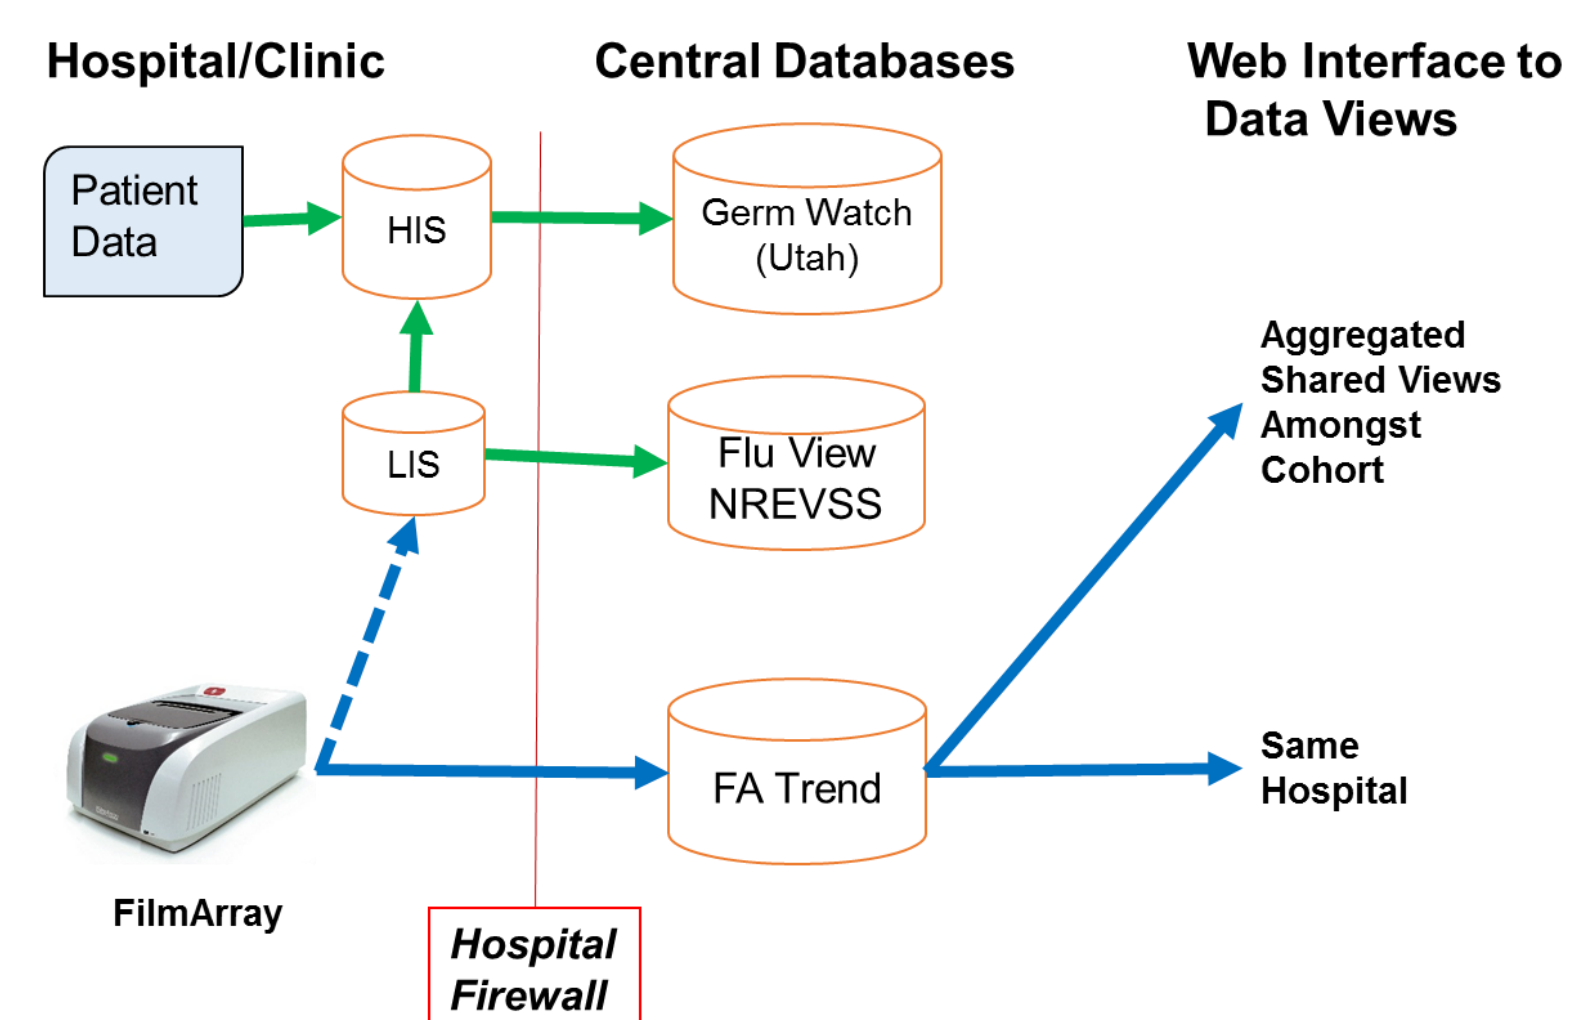 Hospital/Clinic
Central Databases
Web Interface to
Data Views
Patient
Data
HIS
Germ Watch
(Utah)
Aggregated
Shared Views
Amongst
Cohort
LIS
Flu View
NREVSS
FA Trend
Same
Hospital
FilmArray
Hospital
Firewall